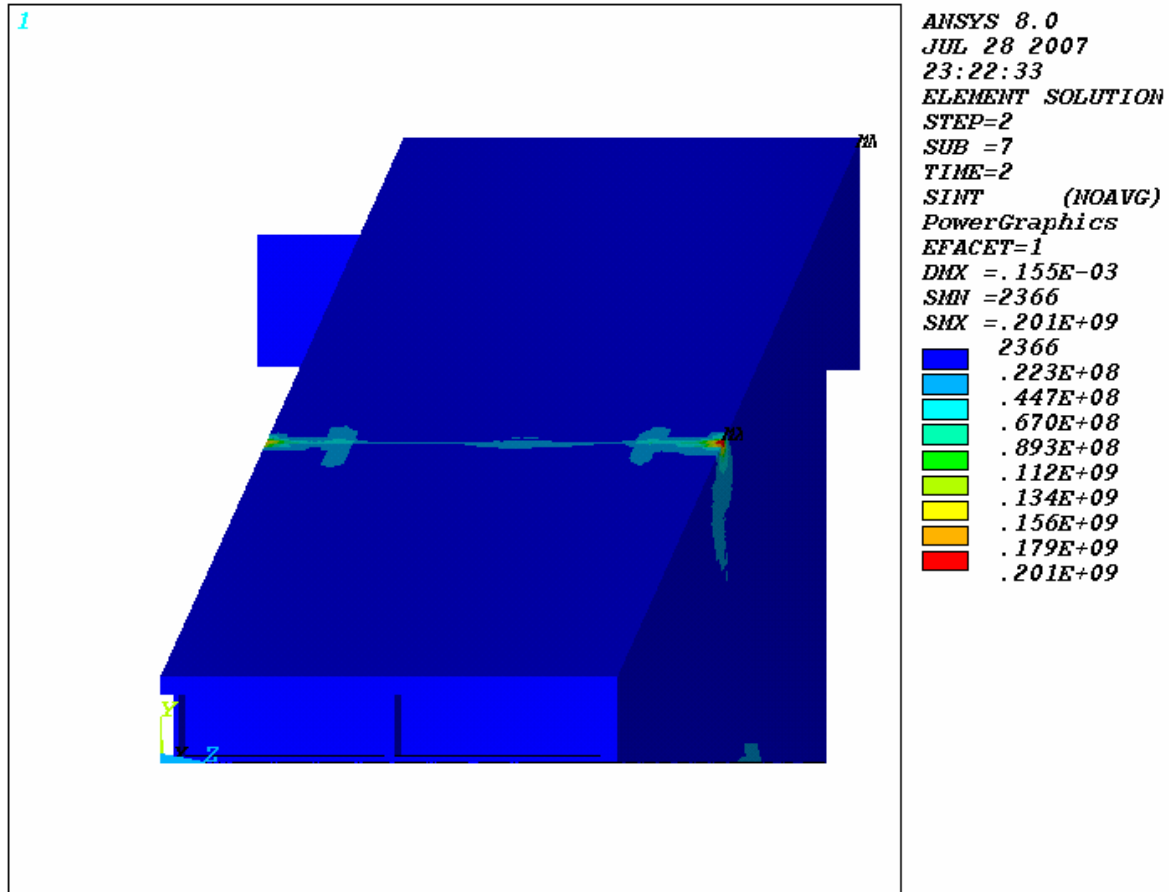 1
ANSYS 8.0
JUL 28 2007
23:22:33
ELEMENT SOLUTION
STEP=2
SUB =7
TIME=2
SINT (NOAVG)
PowerGraphics
EFACET=1
DMX =.155E-03
SMN =2366
SMX =.201E+09
2366
.223E+08
.447E+08
.670E+08
.893E+08
.112E+09
.134E+09
.156E+09
.179E+09
.201E+09
MN
MX
Y
X Z